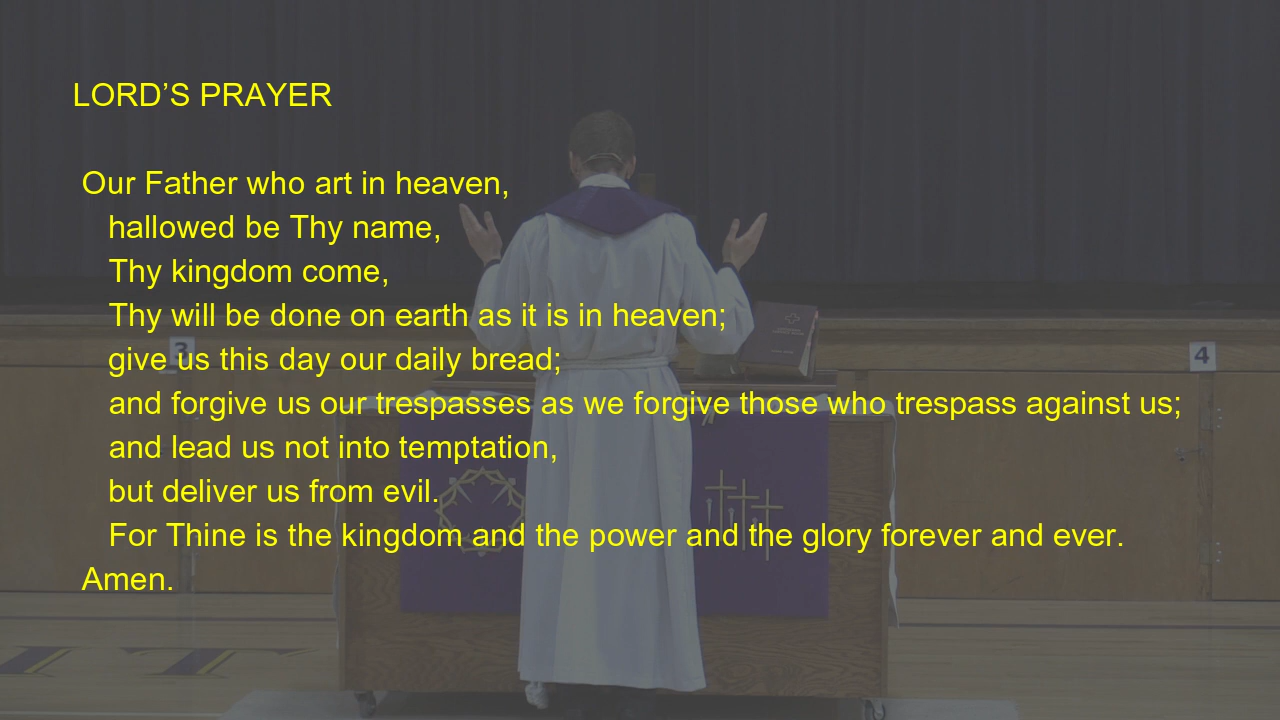 LORD’S PRAYER
Our Father who art in heaven,
hallowed be Thy name,
Thy kingdom come,
Thy will be done on earth as it is in heaven;
give us this day our daily bread;
and forgive us our trespasses as we forgive those who trespass against us;
and lead us not into temptation,
but deliver us from evil.
For Thine is the kingdom and the power and the glory forever and ever.
Amen.
3
4